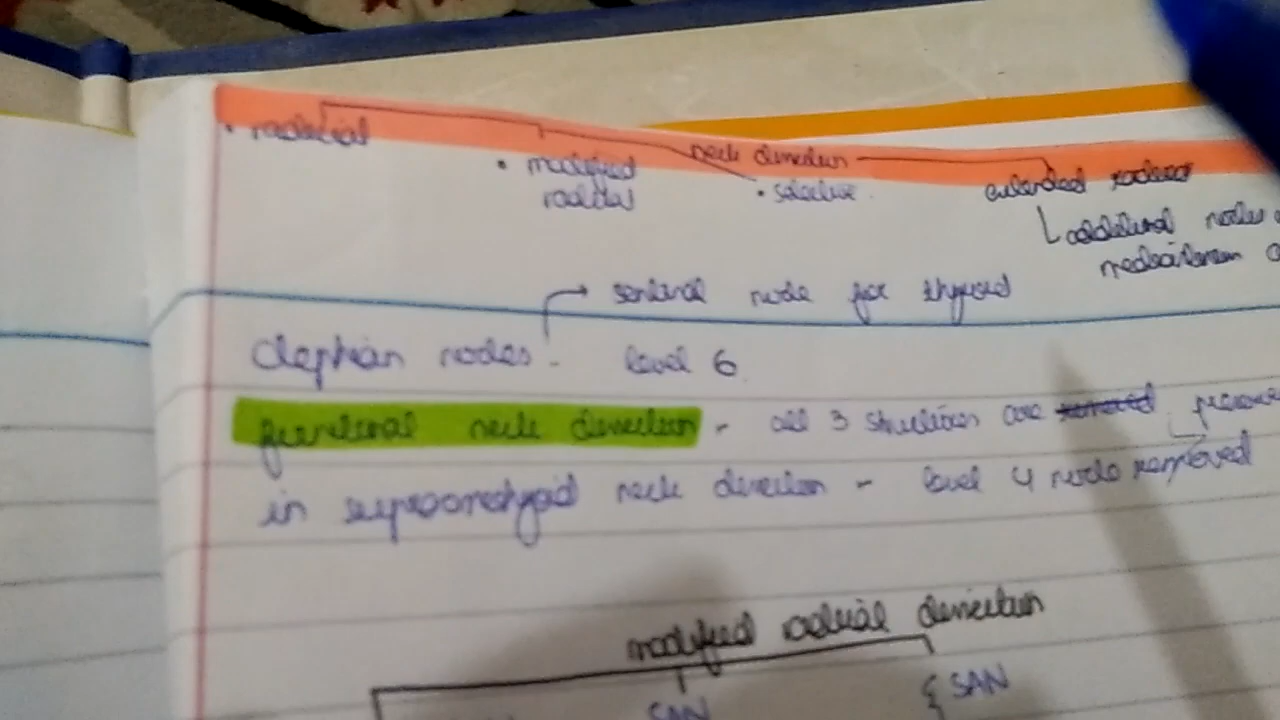 neck dissection
• radical
• modified radical
• selective
extended radical
additional nodes
mediastinum
sentinal node for thyroid
Delphian nodes - level 6
functional neck dissection - all 3 structures are removed
in supraomohyoid neck dissection - level 4 node removed
modified radical dissection
SAN
SAN